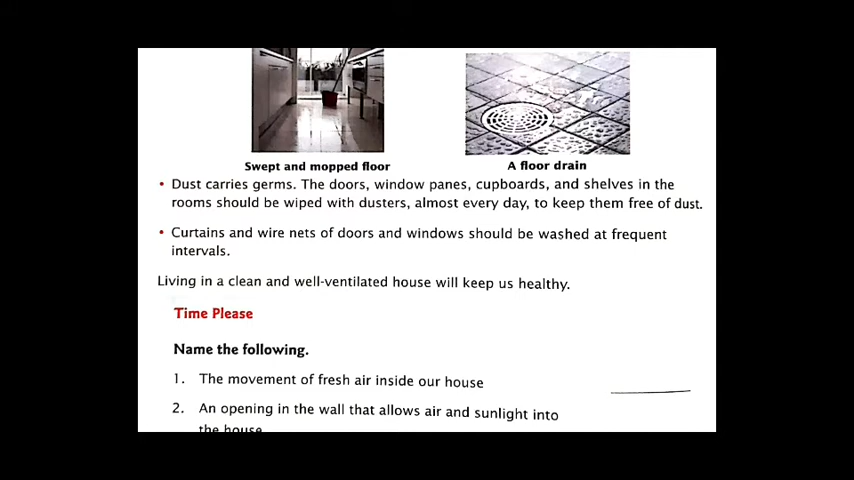 Swept and mopped floor
A floor drain
• Dust carries germs. The doors, window panes, cupboards, and shelves in the
rooms should be wiped with dusters, almost every day, to keep them free of dust.
• Curtains and wire nets of doors and windows should be washed at frequent
intervals.
Living in a clean and well-ventilated house will keep us healthy.
Time Please
Name the following.
1. The movement of fresh air inside our house
2. An opening in the wall that allows air and sunlight into
the house